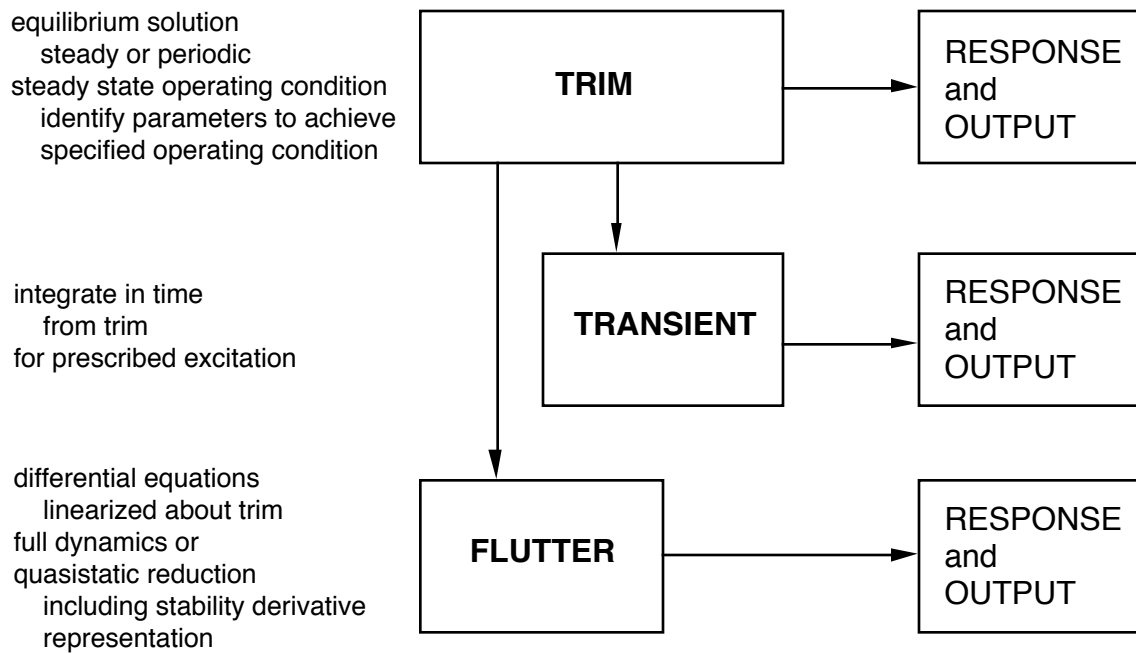 equilibrium solution
steady or periodic
steady state operating condition
identify parameters to achieve
specified operating condition
TRIM
RESPONSE
and
OUTPUT
integrate in time
from trim
for prescribed excitation
TRANSIENT
RESPONSE
and
OUTPUT
differential equations
linearized about trim
full dynamics or
quasistatic reduction
including stability derivative
representation
FLUTTER
RESPONSE
and
OUTPUT